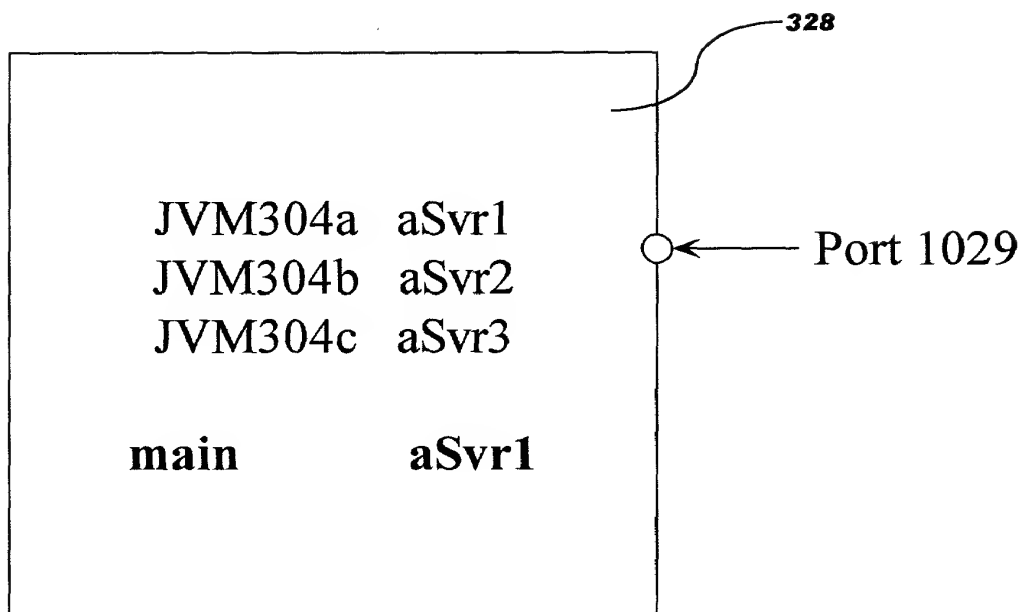 328
JVM304a aSvr1
JVM304b aSvr2
Port 1029
JVM304c aSvr3
main aSvr1